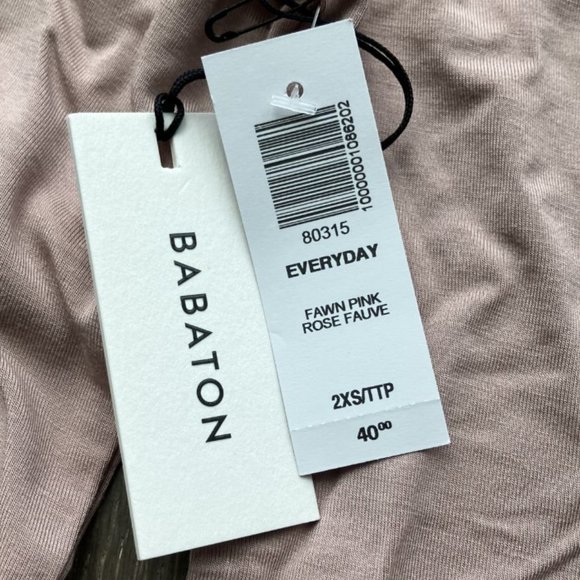 BABATON
10000001086202
80315
EVERYDAY
FAWN PINK
ROSE FAUVE
2XS/TTP
40⁰⁰